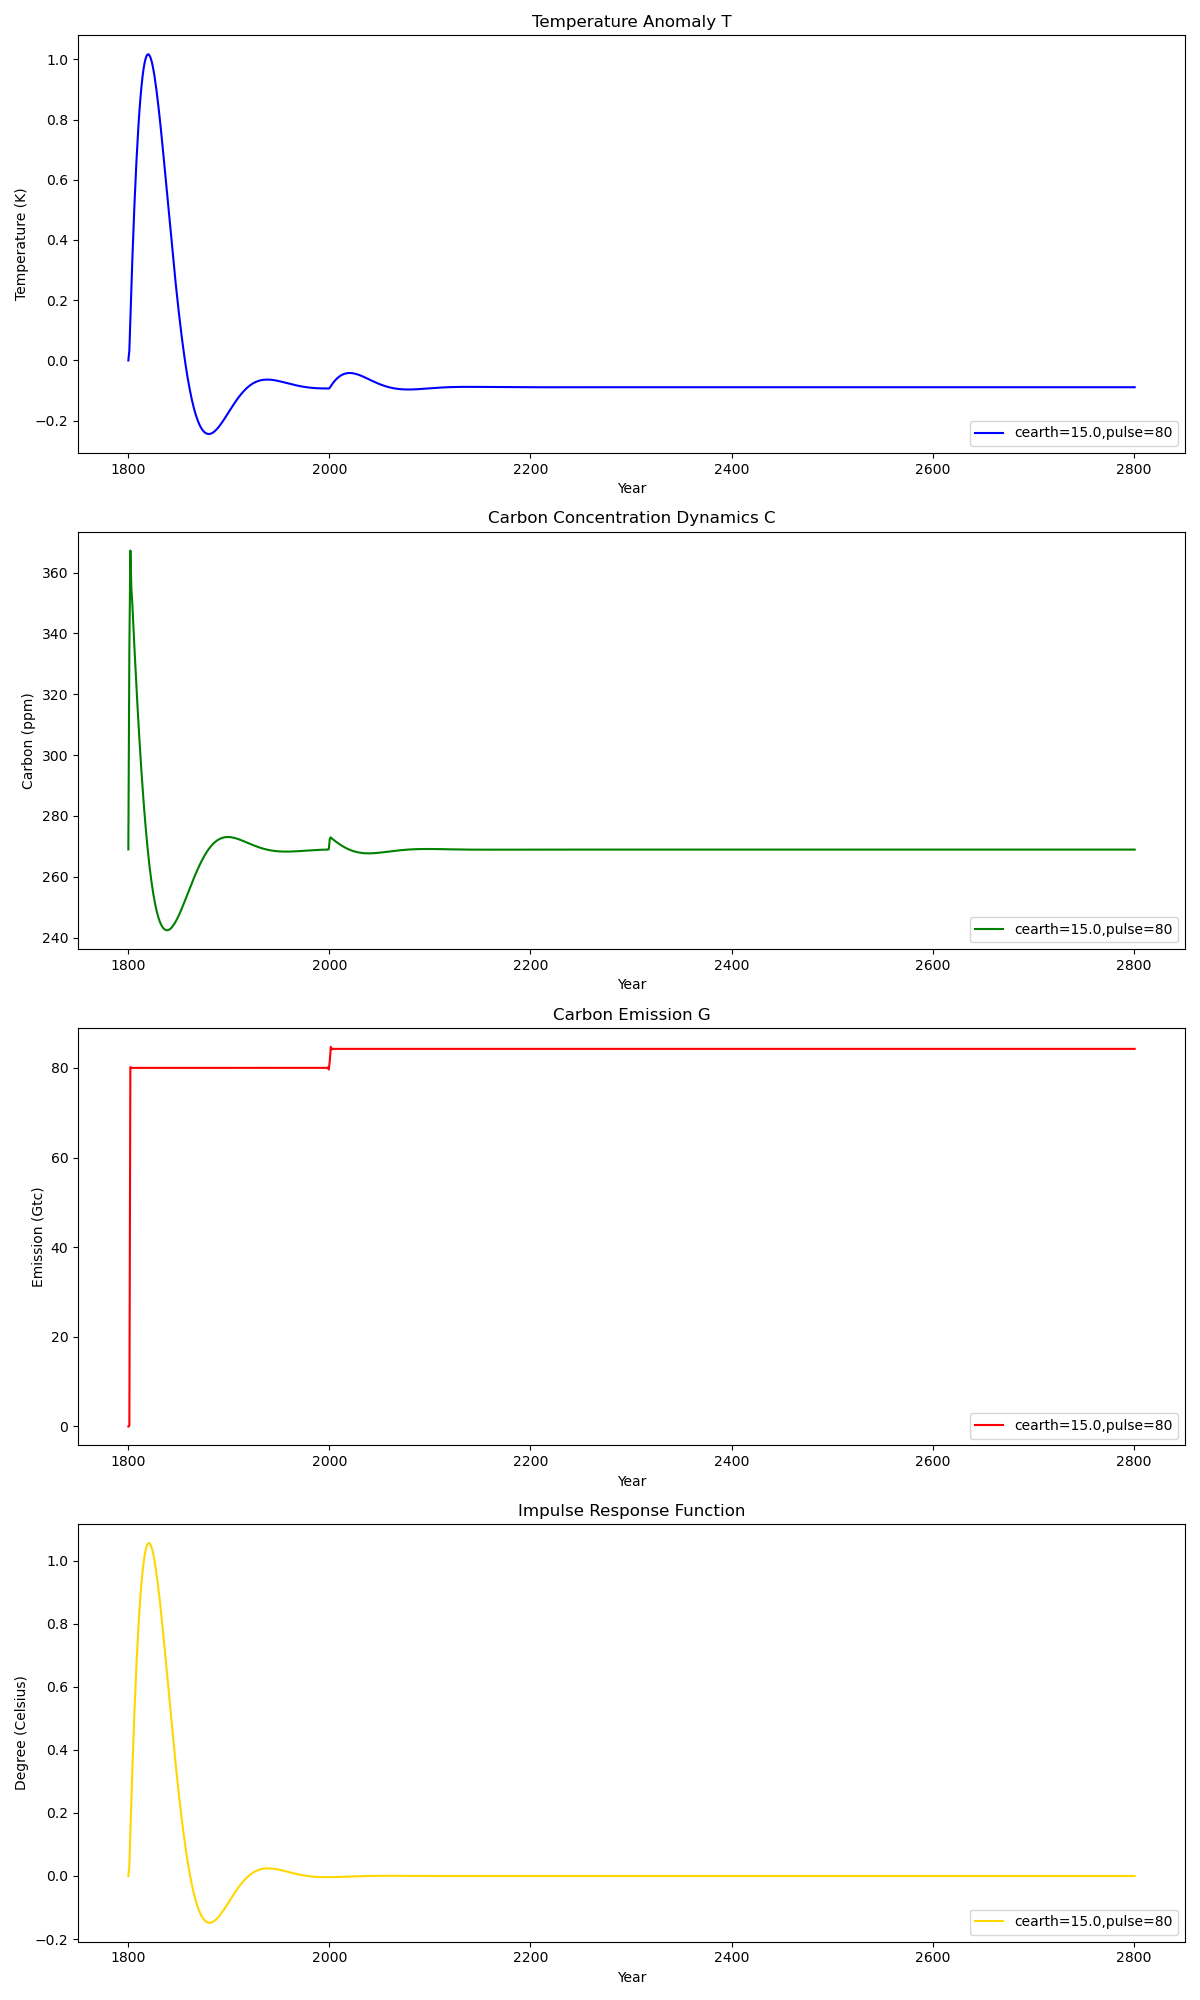 Temperature Anomaly T
Temperature (K)
1.0
0.8
0.6
0.4
0.2
0.0
−0.2
cearth=15.0,pulse=80
1800 2000 2200 2400 2600 2800
Year
Carbon Concentration Dynamics C
Carbon (ppm)
360
340
320
300
280
260
240
cearth=15.0,pulse=80
1800 2000 2200 2400 2600 2800
Year
Carbon Emission G
Emission (Gtc)
80
60
40
20
0
cearth=15.0,pulse=80
1800 2000 2200 2400 2600 2800
Year
Impulse Response Function
Degree (Celsius)
1.0
0.8
0.6
0.4
0.2
0.0
−0.2
cearth=15.0,pulse=80
1800 2000 2200 2400 2600 2800
Year